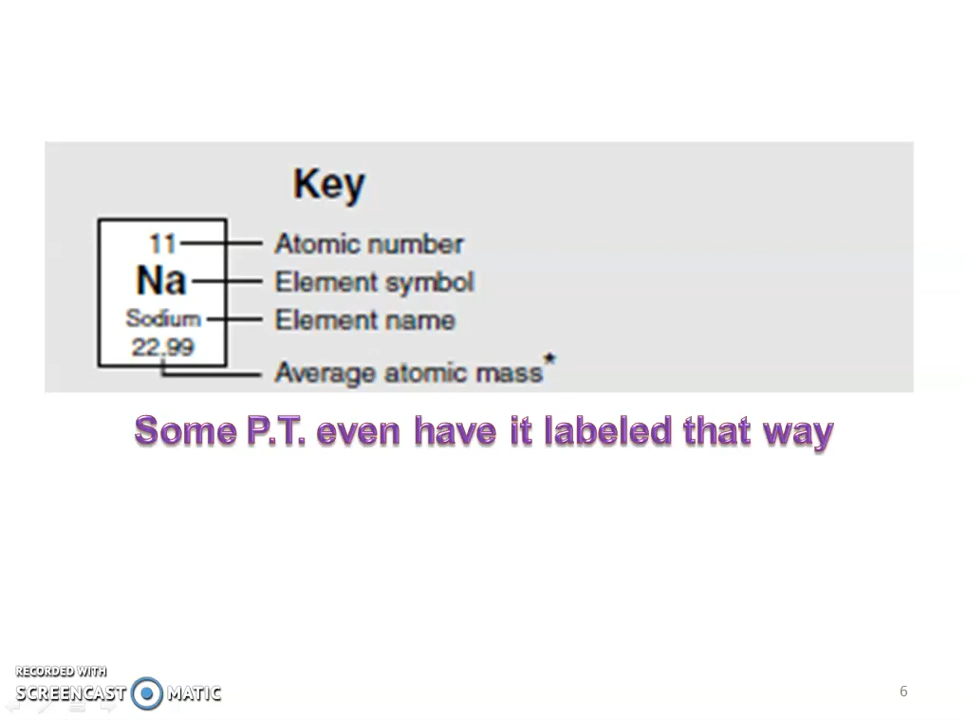 Key
11 Atomic number
Na Element symbol
Sodium Element name
22.99
Average atomic mass*
Some P.T. even have it labeled that way
RECORDED WITH
SCREENCAST MATIC
6